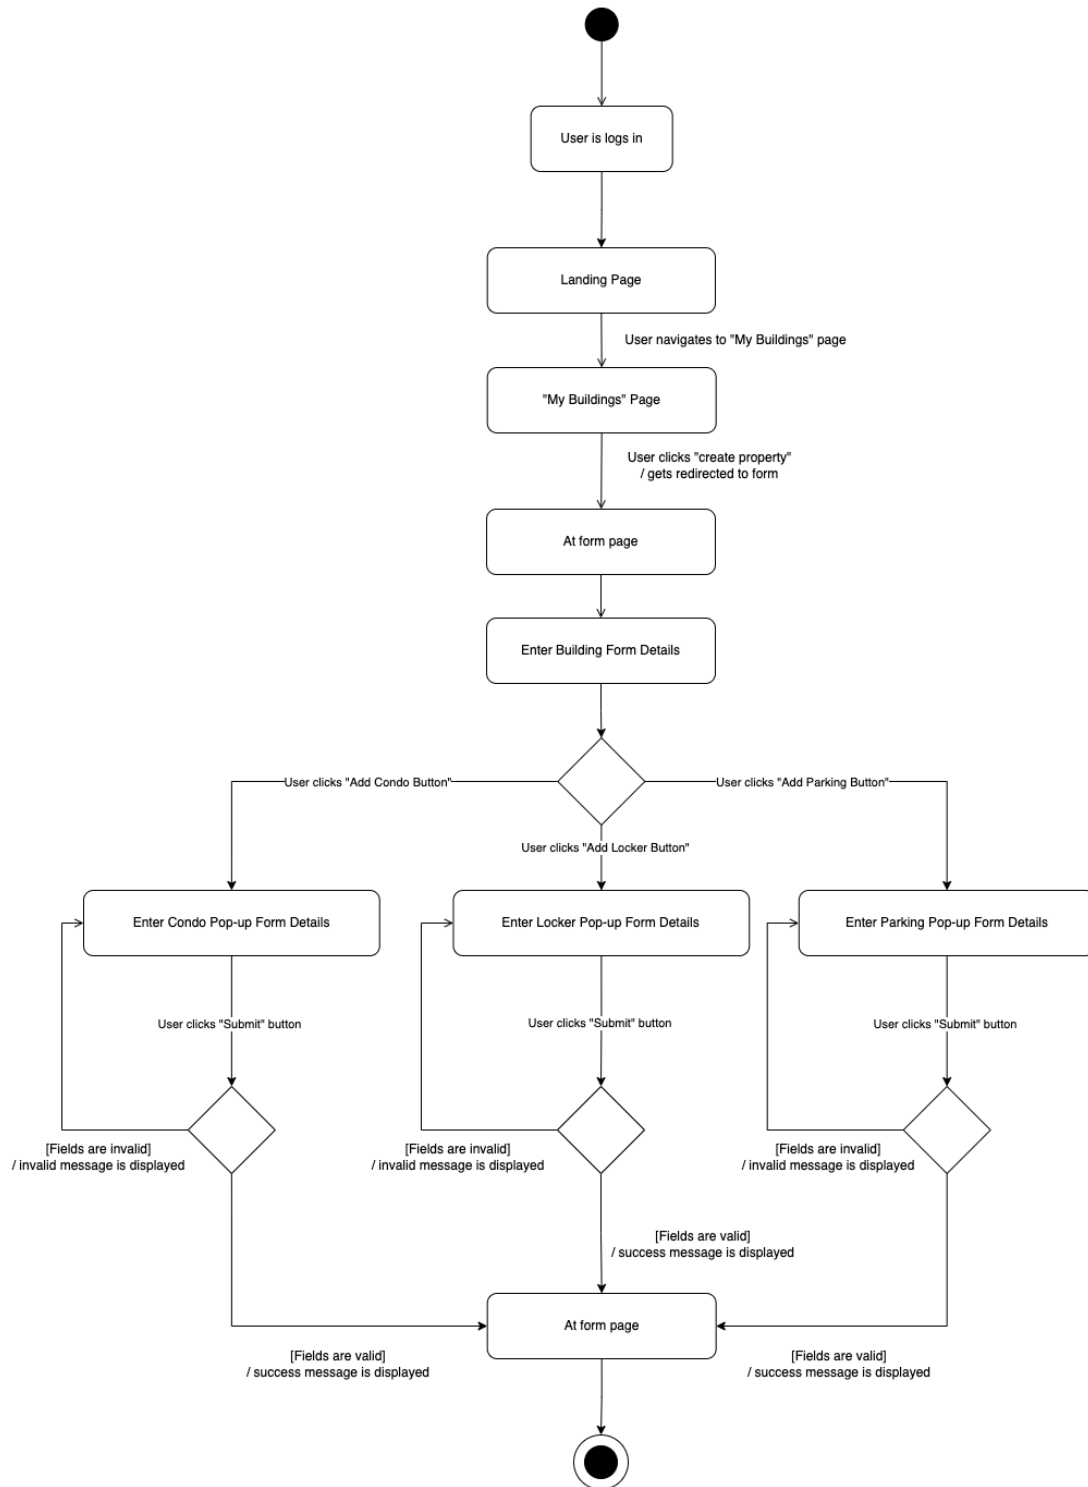 User is logs in
Landing Page
User navigates to "My Buildings" page
"My Buildings" Page
User clicks "create property"
/ gets redirected to form
At form page
Enter Building Form Details
User clicks "Add Condo Button"
User clicks "Add Parking Button"
User clicks "Add Locker Button"
Enter Condo Pop-up Form Details
Enter Locker Pop-up Form Details
Enter Parking Pop-up Form Details
User clicks "Submit" button
User clicks "Submit" button
User clicks "Submit" button
[Fields are invalid]
/ invalid message is displayed
[Fields are invalid]
/ invalid message is displayed
[Fields are invalid]
/ invalid message is displayed
[Fields are valid]
/ success message is displayed
At form page
[Fields are valid]
/ success message is displayed
[Fields are valid]
/ success message is displayed